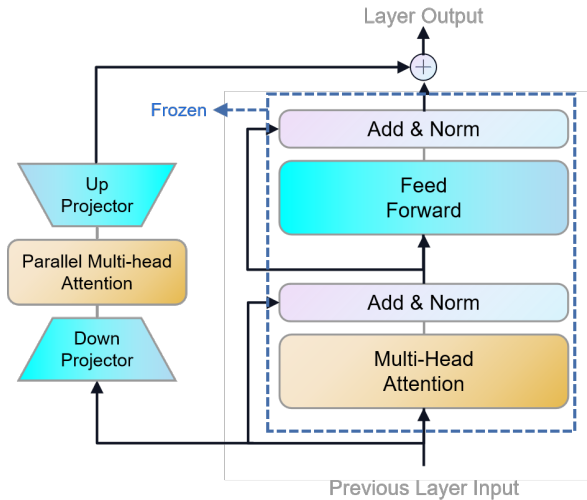 Layer Output
+
Frozen
Add & Norm
Up
Projector
Feed
Forward
Parallel Multi-head
Attention
Add & Norm
Down
Projector
Multi-Head
Attention
Previous Layer Input